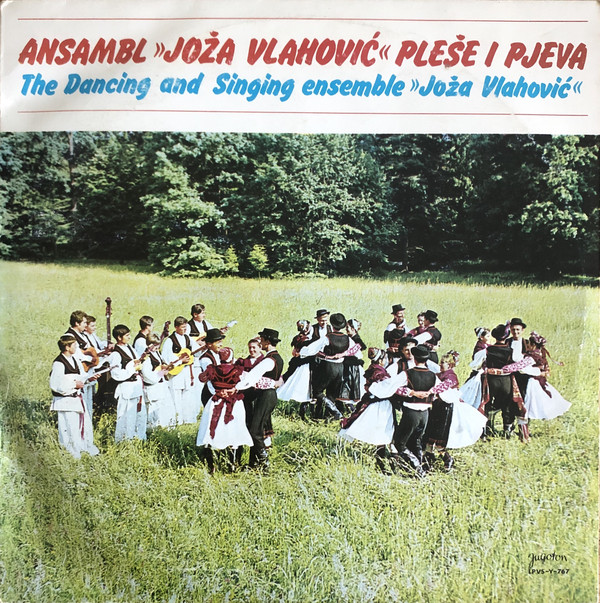 ANSAMBL »JOŽA VLAHOVIĆ« PLEŠE I PJEVA
The Dancing and Singing ensemble »Joža Vlahović«
Jugoton
LPVS-Y-767